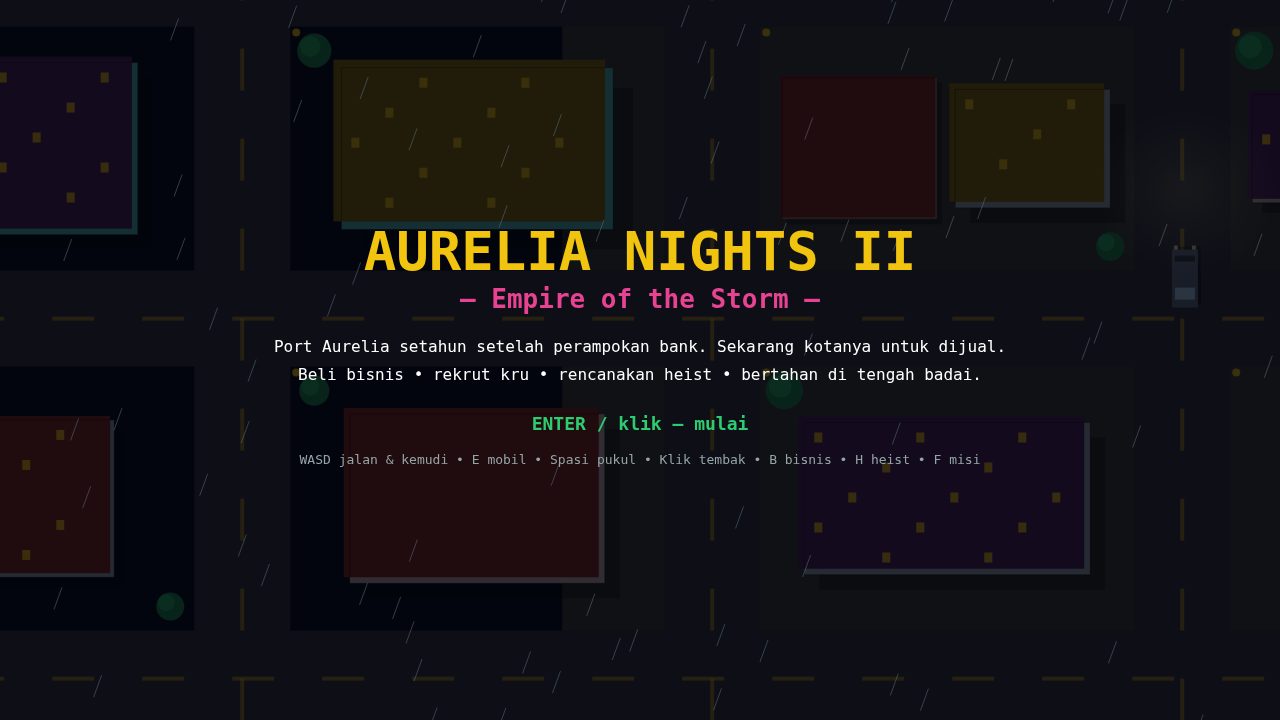 AURELIA NIGHTS II
— Empire of the Storm —
Port Aurelia setahun setelah perampokan bank. Sekarang kotanya untuk dijual.
Beli bisnis • rekrut kru • rencanakan heist • bertahan di tengah badai.
ENTER / klik — mulai
WASD jalan & kemudi • E mobil • Spasi pukul • Klik tembak • B bisnis • H heist • F misi